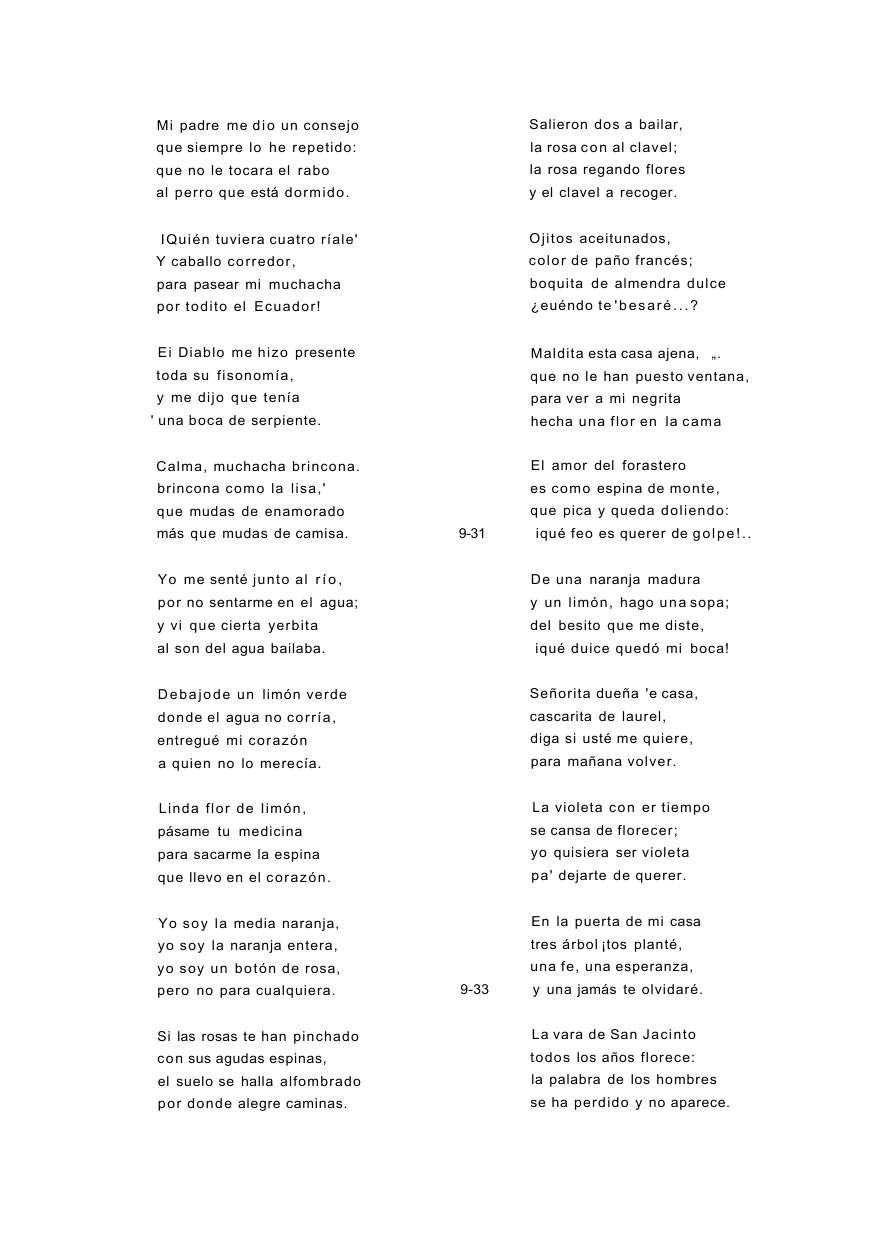 Mi padre me dio un consejo
que siempre lo he repetido:
que no le tocara el rabo
al perro que está dormido.

IQuién tuviera cuatro ríale'
Y caballo corredor,
para pasear mi muchacha
por todito el Ecuador!

Ei Diablo me hizo presente
toda su fisonomía,
y me dijo que tenía
' una boca de serpiente.

Calma, muchacha brincona.
brincona como la lisa,'
que mudas de enamorado
más que mudas de camisa.

Yo me senté junto al río,
por no sentarme en el agua;
y vi que cierta yerbita
al son del agua bailaba.

Debajode un limón verde
donde el agua no corría,
entregué mi corazón
a quien no lo merecía.

Linda flor de limón,
pásame tu medicina
para sacarme la espina
que llevo en el corazón.

Yo soy la media naranja,
yo soy la naranja entera,
yo soy un botón de rosa,
pero no para cualquiera.

Si las rosas te han pinchado
con sus agudas espinas,
el suelo se halla alfombrado
por donde alegre caminas.

Salieron dos a bailar,
la rosa con al clavel;
la rosa regando flores
y el clavel a recoger.

Ojitos aceitunados,
color de paño francés;
boquita de almendra dulce
¿euéndo te 'besaré...?

Maldita esta casa ajena, „.
que no le han puesto ventana,
para ver a mi negrita
hecha una flor en la cama

El amor del forastero
es como espina de monte,
que pica y queda doliendo:
9-31 iqué feo es querer de golpe!..

De una naranja madura
y un limón, hago una sopa;
del besito que me diste,
iqué duice quedó mi boca!

Señorita dueña 'e casa,
cascarita de laurel,
diga si usté me quiere,
para mañana volver.

La violeta con er tiempo
se cansa de florecer;
yo quisiera ser violeta
pa' dejarte de querer.

En la puerta de mi casa
tres árbol ¡tos planté,
una fe, una esperanza,
9-33 y una jamás te olvidaré.

La vara de San Jacinto
todos los años florece:
la palabra de los hombres
se ha perdido y no aparece.